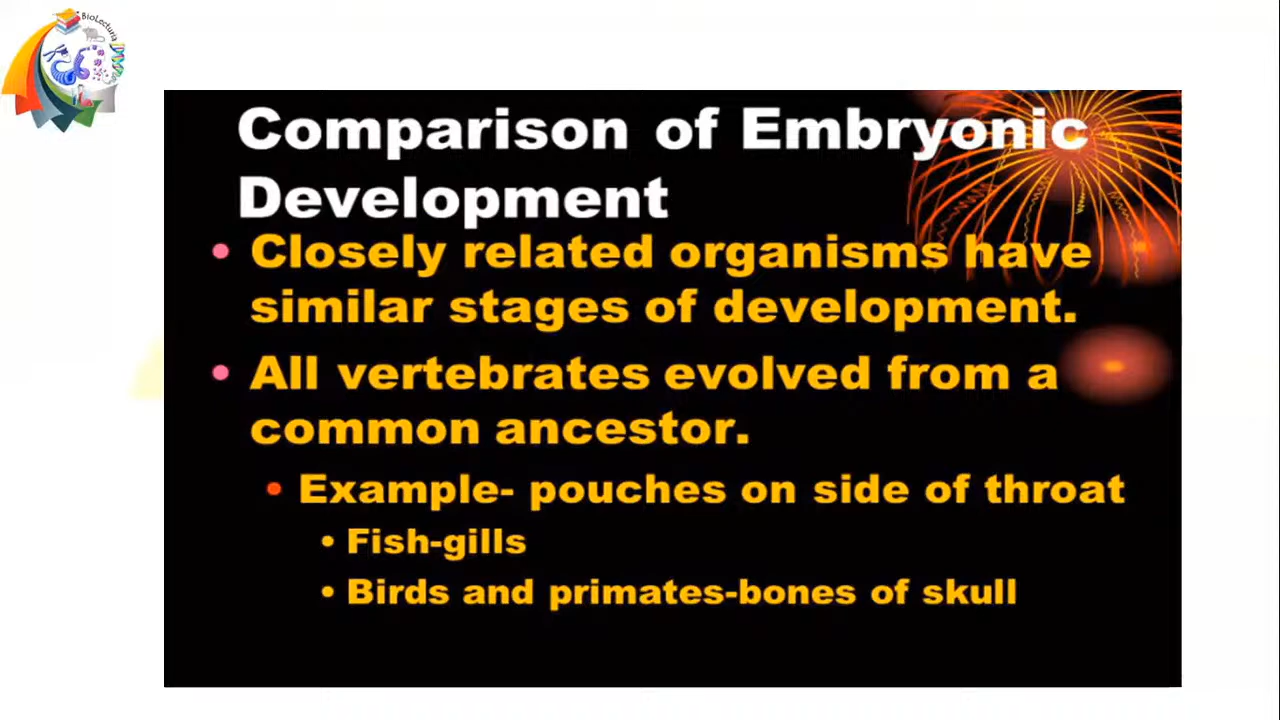 BioLectura
Comparison of Embryonic
Development
• Closely related organisms have
similar stages of development.
• All vertebrates evolved from a
common ancestor.
• Example- pouches on side of throat
• Fish-gills
• Birds and primates-bones of skull